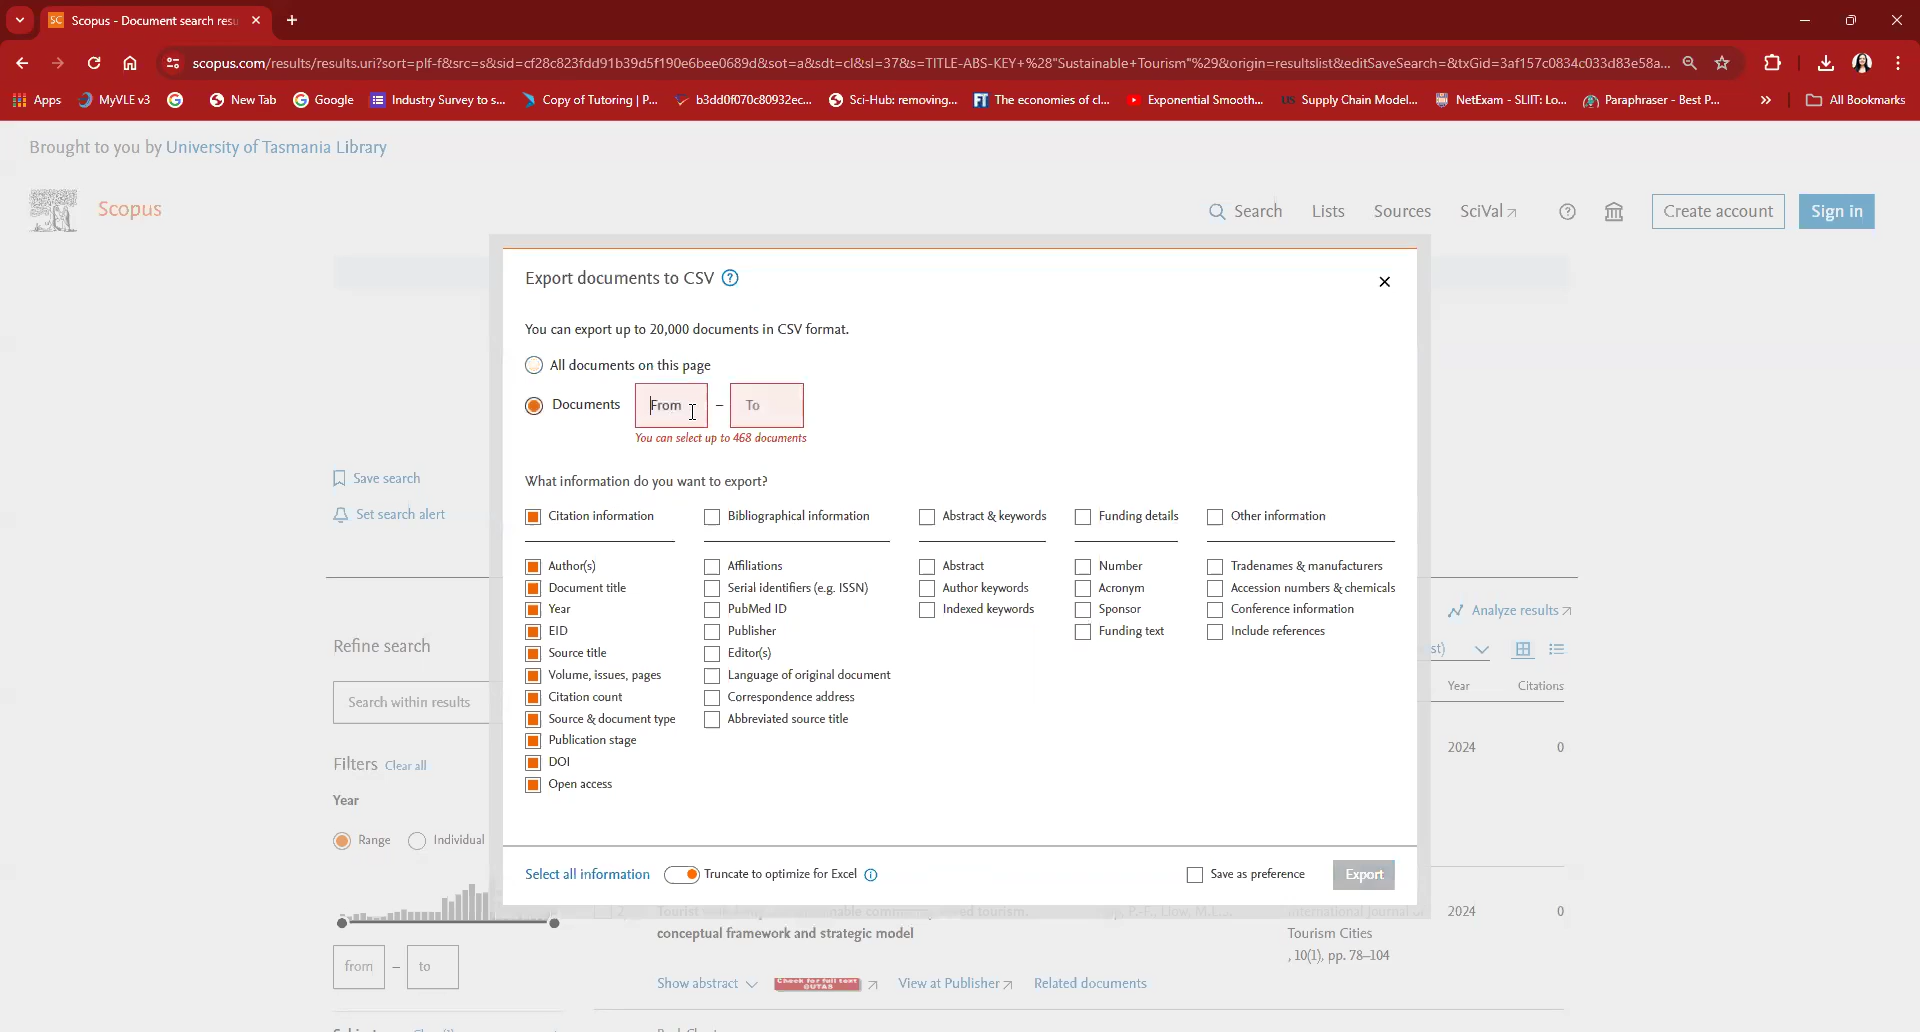 Scopus - Document search resu
scopus.com/results/results.uri?sort=plf-f&src=s&sid=cf28c823fdd91b39d5f190e6bee0689d&sot=a&sdt=cl&sl=37&s=TITLE-ABS-KEY+%28"Sustainable+Tourism"%29&origin=resultslist&editSaveSearch=&txGid=3af157c0834c033d83e58a...
Apps MyVLE v3 New Tab Google Industry Survey to s... Copy of Tutoring | P... b3dd0f070c80932ec... Sci-Hub: removing... The economies of cl... Exponential Smooth... Supply Chain Model... NetExam - SLIIT: Lo... Paraphraser - Best P... » All Bookmarks
Brought to you by University of Tasmania Library
Scopus
Search Lists Sources SciVal Create account Sign in
Export documents to CSV
You can export up to 20,000 documents in CSV format.
All documents on this page
Documents From – To
You can select up to 468 documents
Save search
Set search alert
What information do you want to export?
Citation information Bibliographical information Abstract & keywords Funding details Other information
Author(s) Affiliations Abstract Number Tradenames & manufacturers
Document title Serial identifiers (e.g. ISSN) Author keywords Acronym Accession numbers & chemicals
Year PubMed ID Indexed keywords Sponsor Conference information
EID Publisher Funding text Include references
Source title Editor(s)
Volume, issues, pages Language of original document
Citation count Correspondence address
Source & document type Abbreviated source title
Publication stage
DOI
Open access
Select all information Truncate to optimize for Excel Save as preference Export
Analyze results
Refine search
st)
Year Citations
Search within results
2024 0
Filters Clear all
Year
Range Individual
2024 0
conceptual framework and strategic model Tourism Cities
, 10(1), pp. 78–104
from – to
Show abstract Check for full text @UTAS View at Publisher Related documents